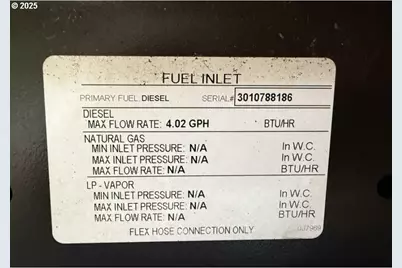 © 2025
FUEL INLET
PRIMARY FUEL: DIESEL SERIAL# 3010788186
DIESEL
MAX FLOW RATE: 4.02 GPH BTU/HR
NATURAL GAS
MIN INLET PRESSURE: N/A In W.C.
MAX INLET PRESSURE: N/A In W.C.
MAX FLOW RATE: N/A BTU/HR
LP - VAPOR
MIN INLET PRESSURE: N/A In W.C.
MAX INLET PRESSURE: N/A In W.C.
MAX FLOW RATE: N/A BTU/HR
FLEX HOSE CONNECTION ONLY